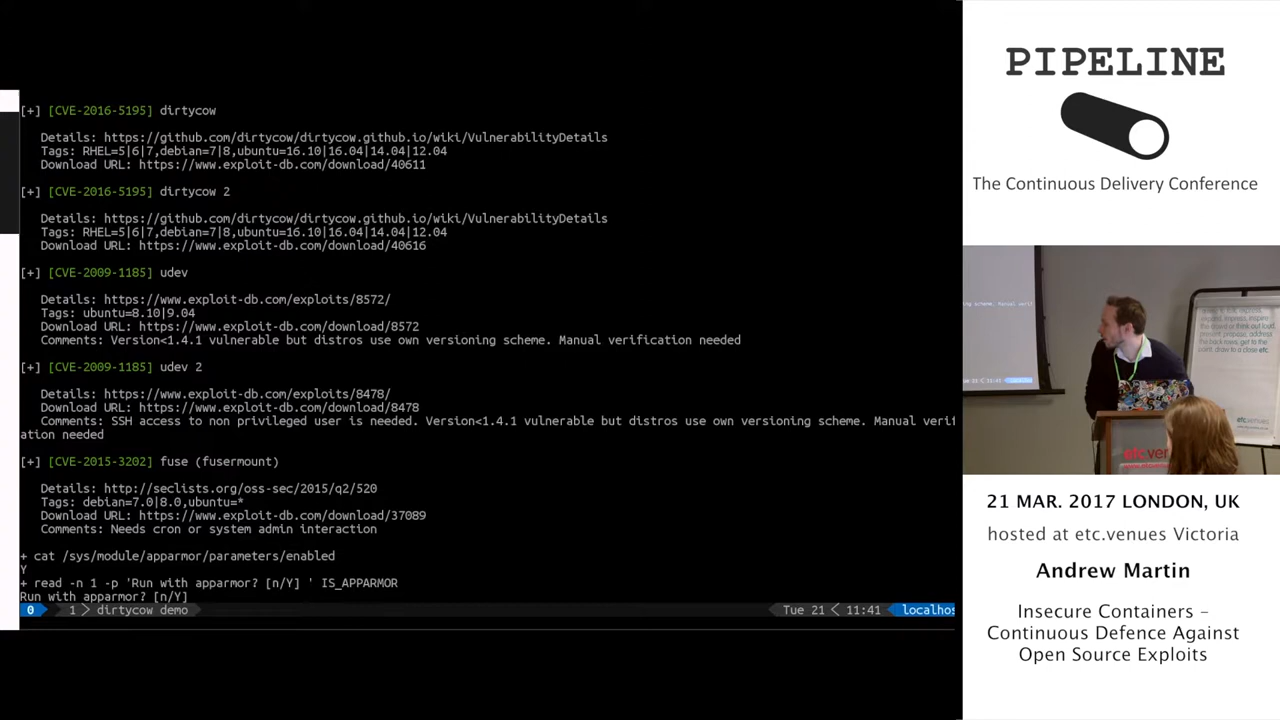 [+] [CVE-2016-5195] dirtycow
Details: https://github.com/dirtycow/dirtycow.github.io/wiki/VulnerabilityDetails
Tags: RHEL=5|6|7,debian=7|8,ubuntu=16.10|16.04|14.04|12.04
Download URL: https://www.exploit-db.com/download/40611
[+] [CVE-2016-5195] dirtycow 2
Details: https://github.com/dirtycow/dirtycow.github.io/wiki/VulnerabilityDetails
Tags: RHEL=5|6|7,debian=7|8,ubuntu=16.10|16.04|14.04|12.04
Download URL: https://www.exploit-db.com/download/40616
[+] [CVE-2009-1185] udev
Details: https://www.exploit-db.com/exploits/8572/
Tags: ubuntu=8.10|9.04
Download URL: https://www.exploit-db.com/download/8572
Comments: Version<1.4.1 vulnerable but distros use own versioning scheme. Manual verification needed
[+] [CVE-2009-1185] udev 2
Details: https://www.exploit-db.com/exploits/8478/
Download URL: https://www.exploit-db.com/download/8478
Comments: SSH access to non privileged user is needed. Version<1.4.1 vulnerable but distros use own versioning scheme. Manual verif
ation needed
[+] [CVE-2015-3202] fuse (fusermount)
Details: http://seclists.org/oss-sec/2015/q2/520
Tags: debian=7.0|8.0,ubuntu=*
Download URL: https://www.exploit-db.com/download/37089
Comments: Needs cron or system admin interaction
+ cat /sys/module/apparmor/parameters/enabled
Y
+ read -n 1 -p 'Run with apparmor? [n/Y] ' IS_APPARMOR
Run with apparmor? [n/Y]
0 1 dirtycow demo Tue 21 11:41 localhos
PIPELINE
The Continuous Delivery Conference
etc.venues
21 MAR. 2017 LONDON, UK
hosted at etc.venues Victoria
Andrew Martin
Insecure Containers –
Continuous Defence Against
Open Source Exploits